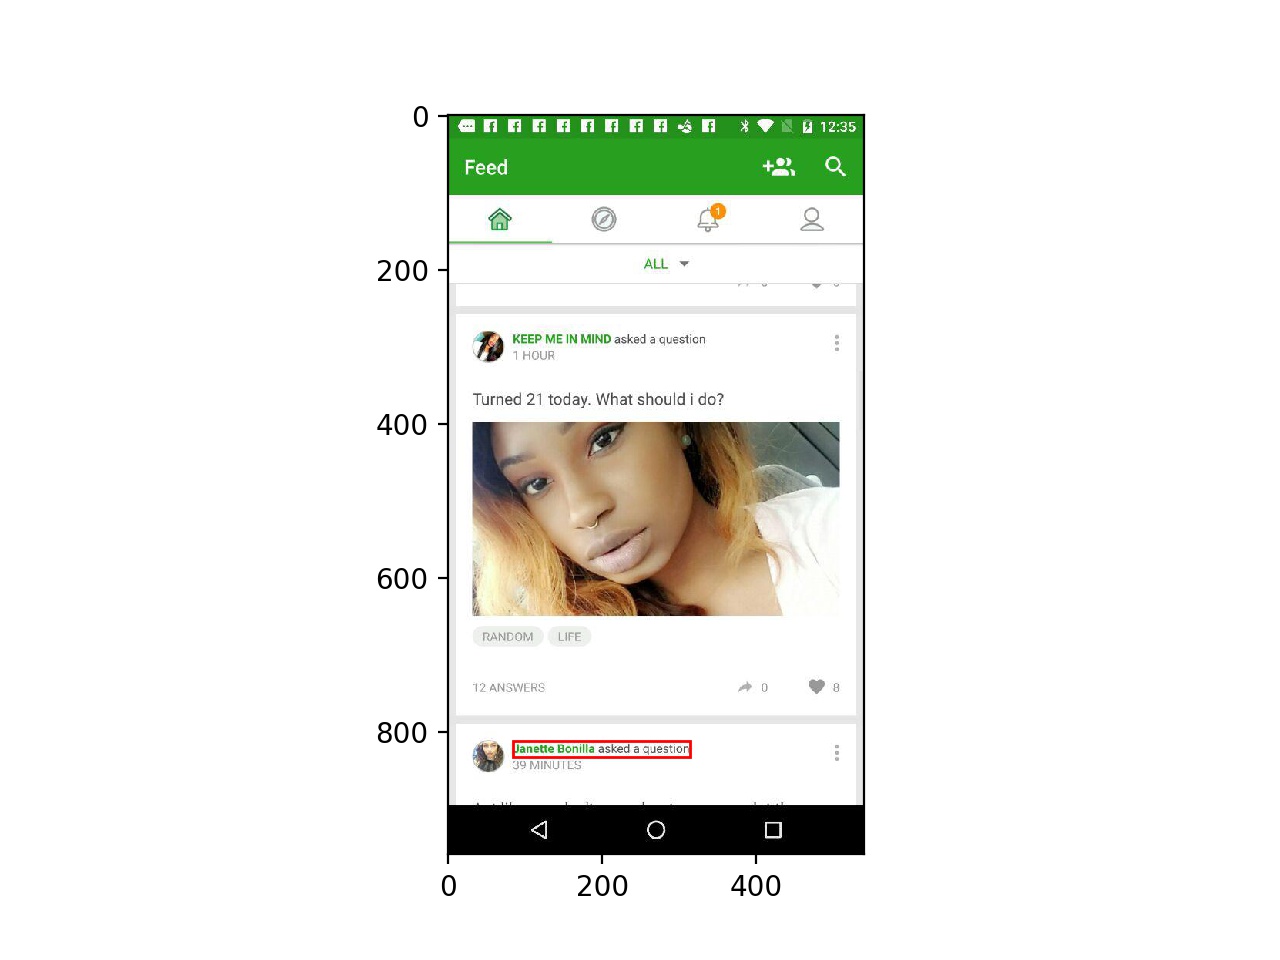 0
12:35
Feed
1
200
ALL
KEEP ME IN MIND asked a question
1 HOUR
Turned 21 today. What should i do?
400
600
RANDOM LIFE
12 ANSWERS 0 8
800
Janette Bonilla asked a question
39 MINUTES
0 200 400